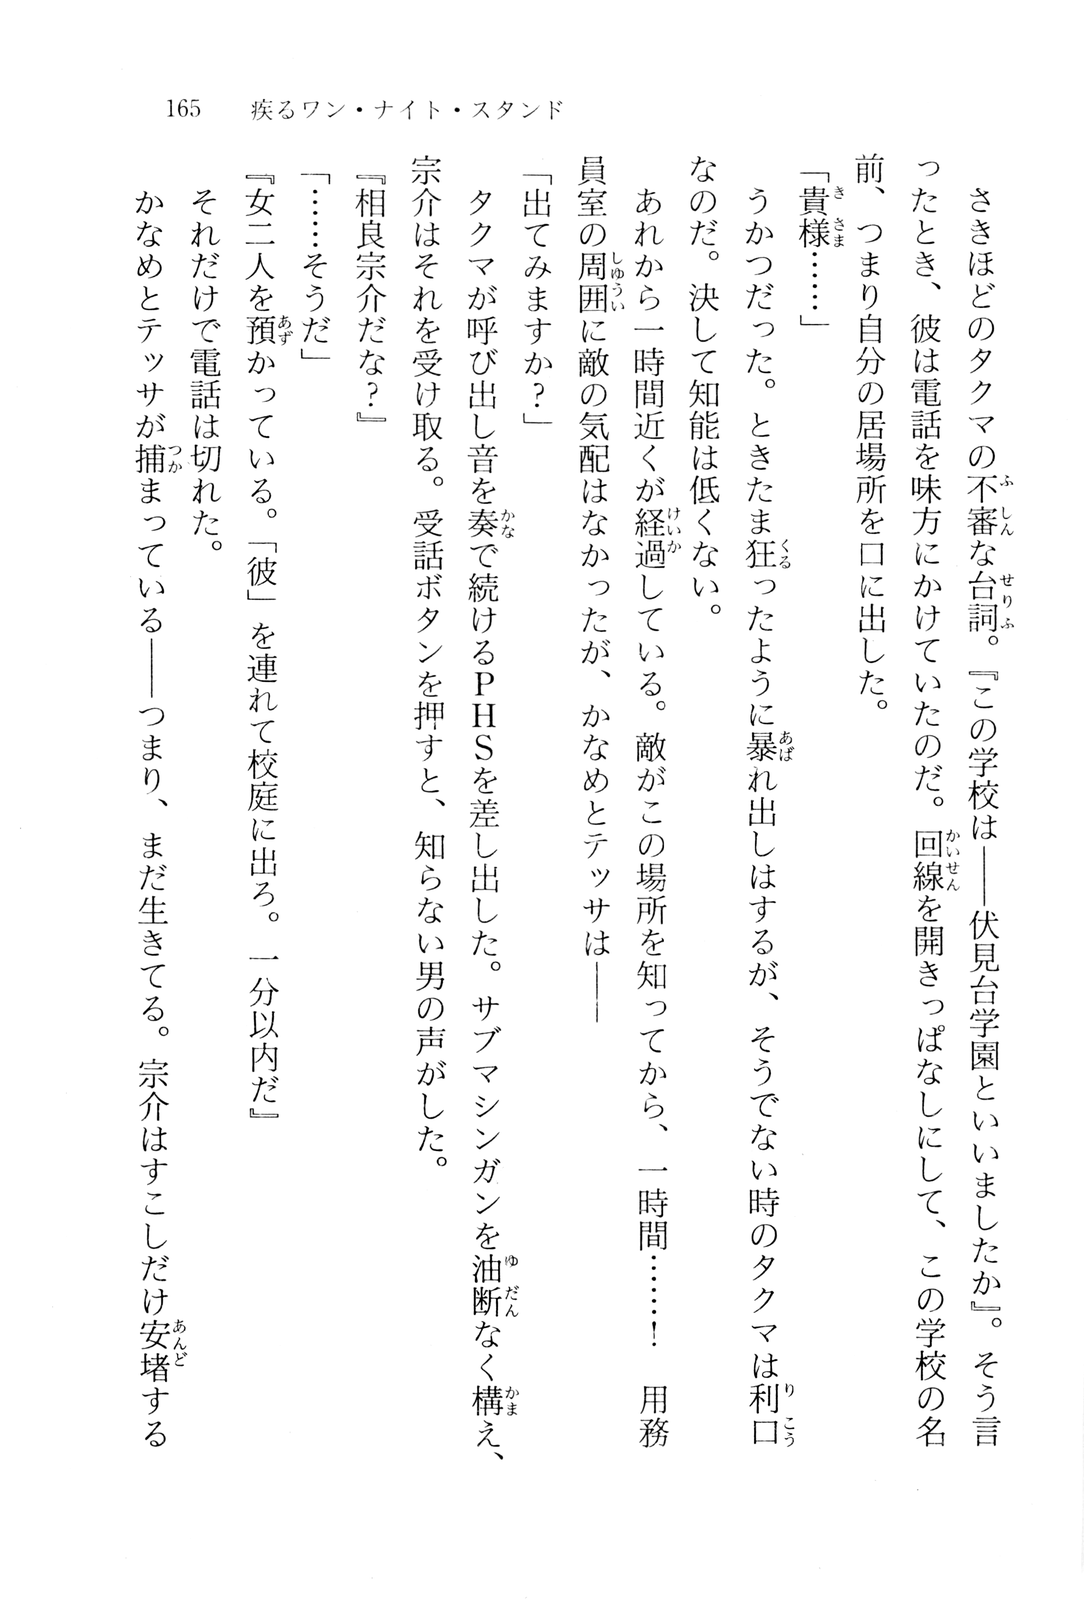 165　疾るワン・ナイト・スタンド
　さきほどのタクマの不審な台詞。『この学校は――伏見台学園といいましたか』。そう言
ったとき、彼は電話を味方にかけていたのだ。回線を開きっぱなしにして、この学校の名
前、つまり自分の居場所を口に出した。
「貴様……」
　うかつだった。ときたま狂ったように暴れ出しはするが、そうでない時のタクマは利口
なのだ。決して知能は低くない。
　あれから一時間近くが経過している。敵がこの場所を知ってから、一時間……！　用務
員室の周囲に敵の気配はなかったが、かなめとテッサは――
「出てみますか？」
　タクマが呼び出し音を奏で続けるＰＨＳを差し出した。サブマシンガンを油断なく構え、
宗介はそれを受け取る。受話ボタンを押すと、知らない男の声がした。
『相良宗介だな？』
「……そうだ」
『女二人を預かっている。「彼」を連れて校庭に出ろ。一分以内だ』
　それだけで電話は切れた。
　かなめとテッサが捕まっている――つまり、まだ生きてる。宗介はすこしだけ安堵する